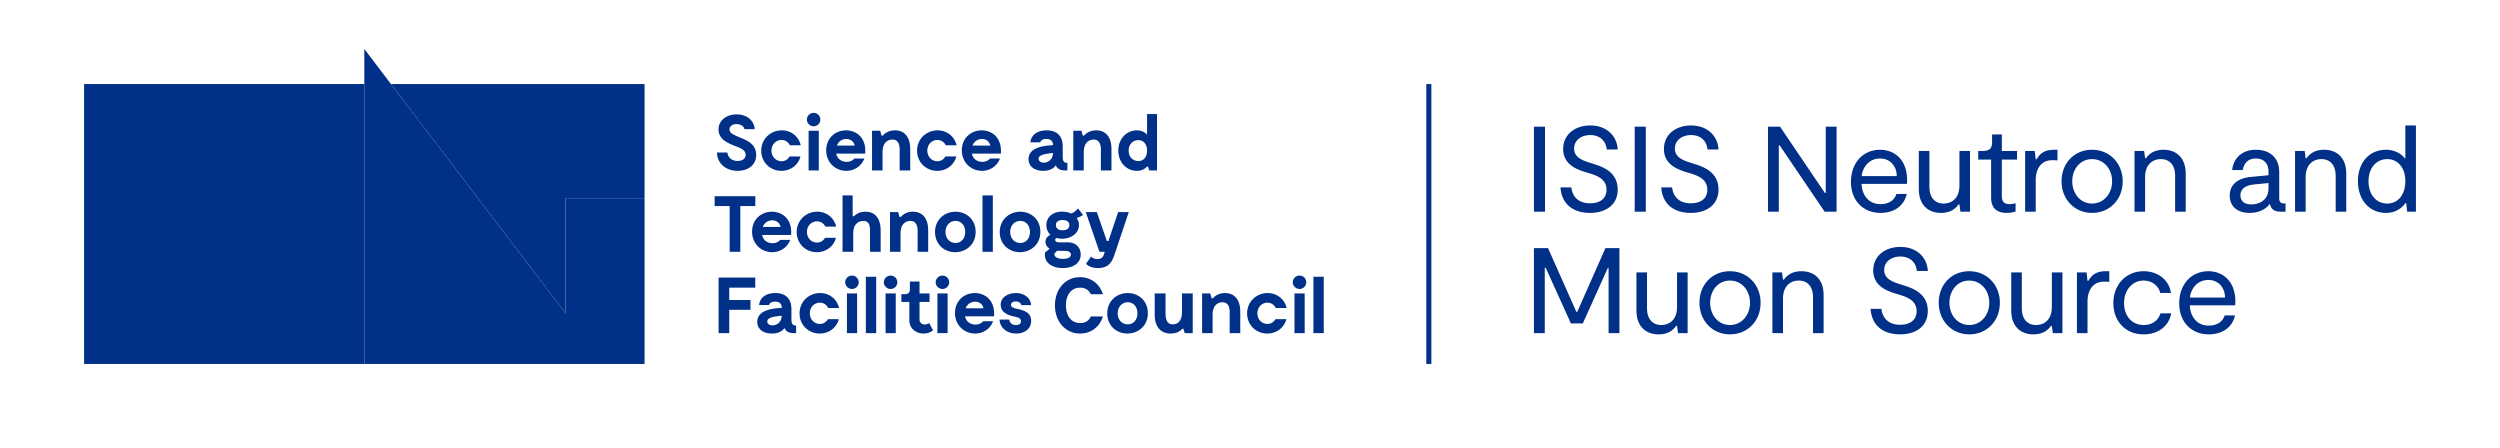 Science and
Technology
Facilities Council
ISIS Neutron and
Muon Source